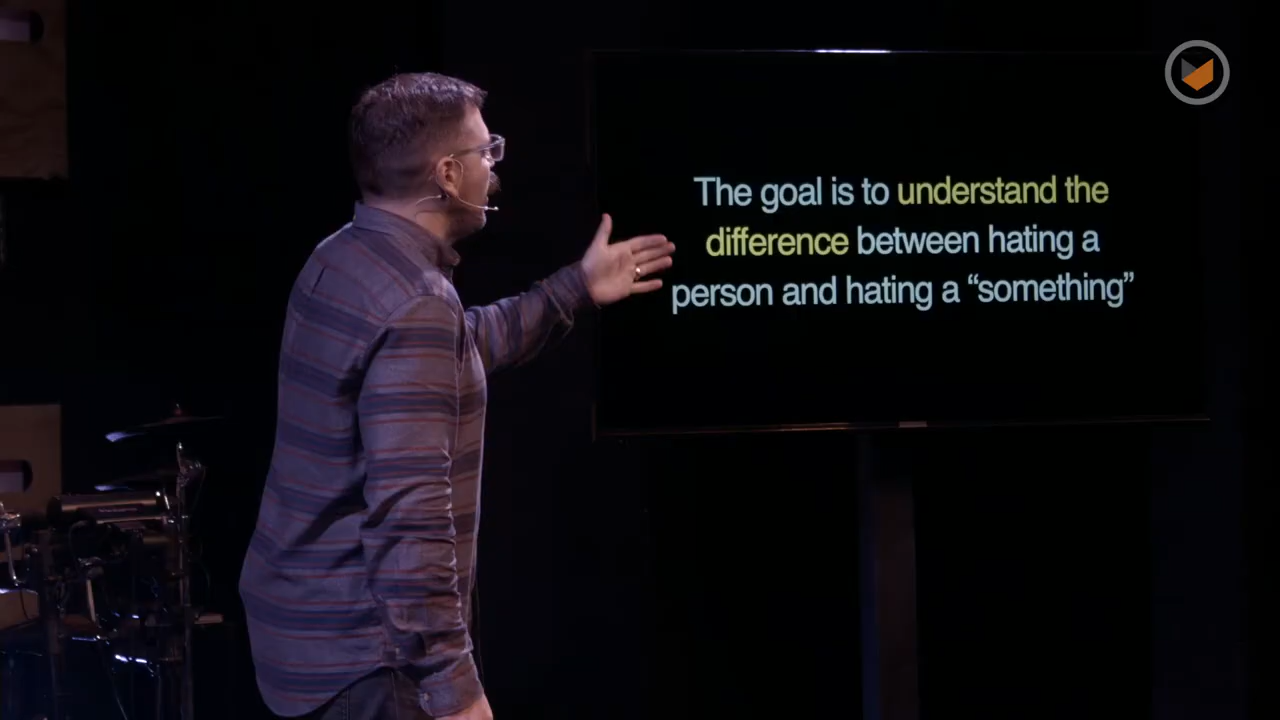 The goal is to understand the
difference between hating a
person and hating a “something”